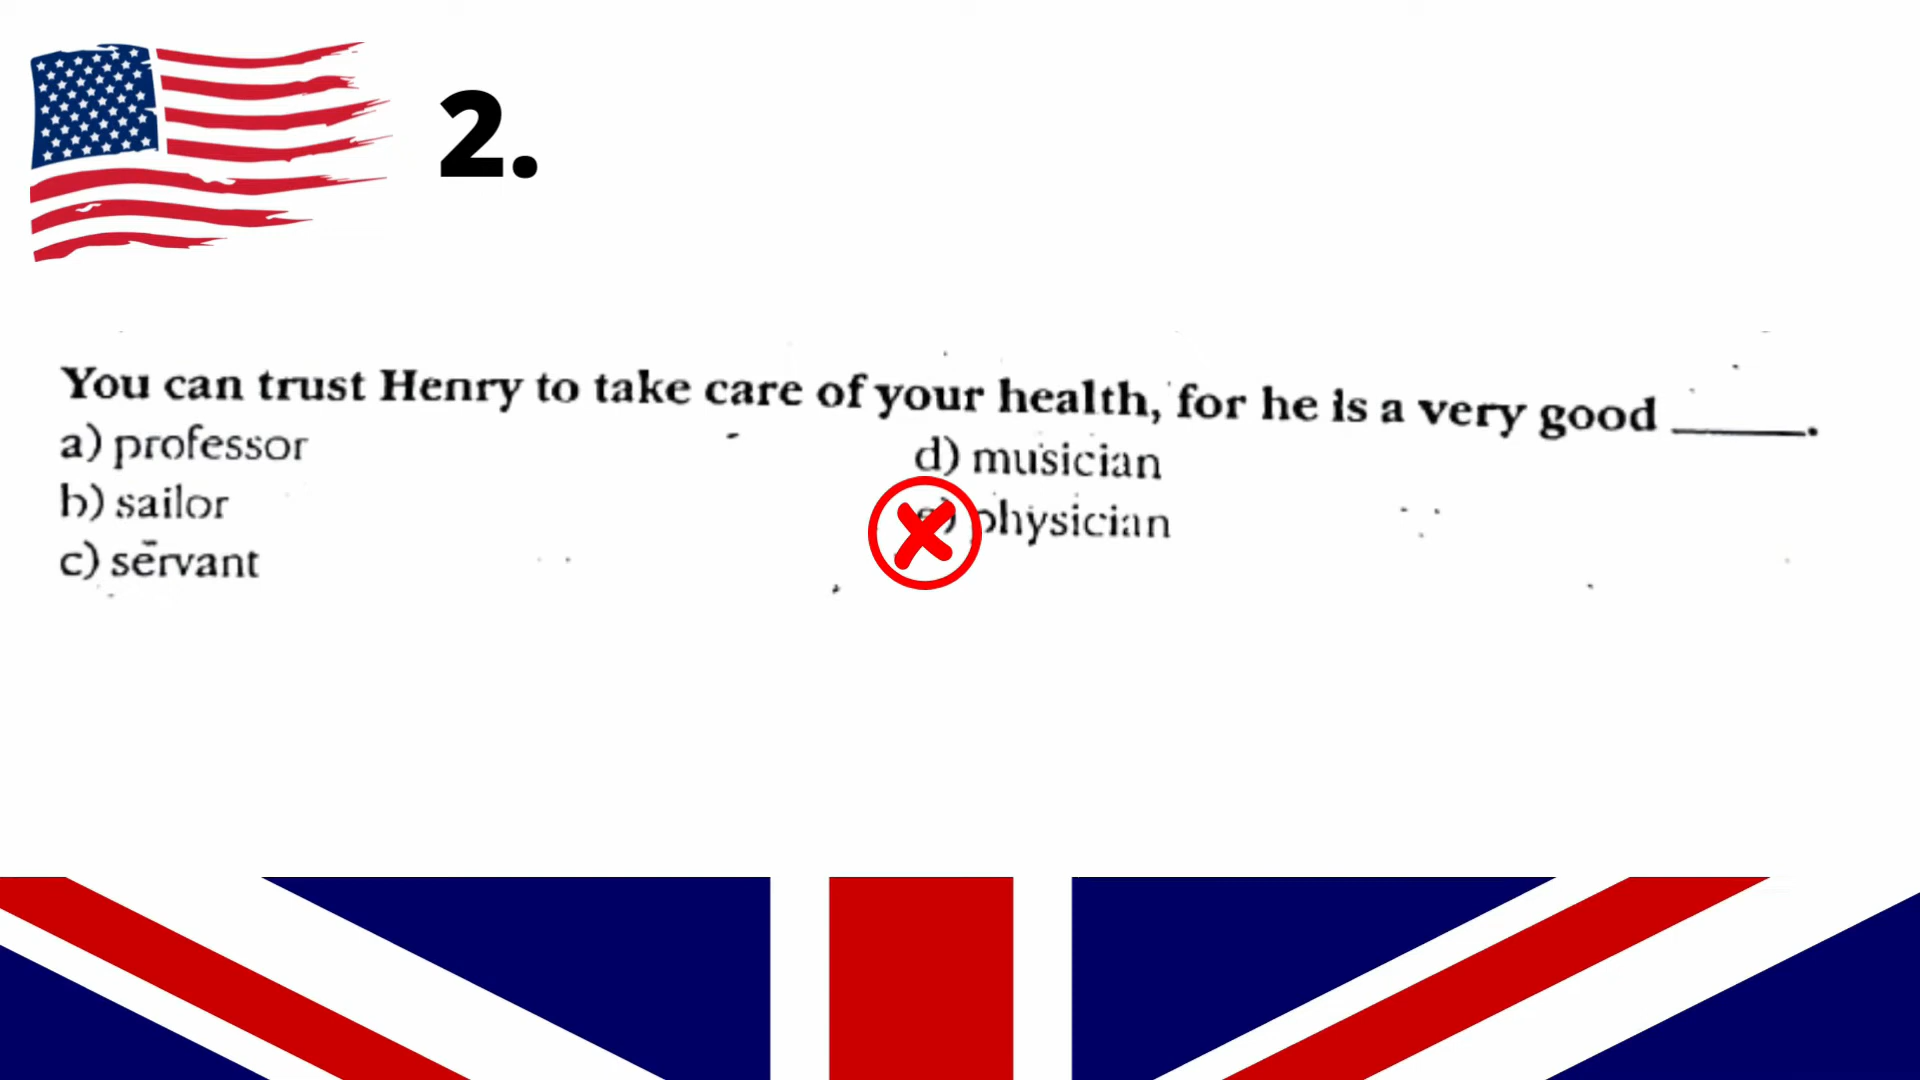 2.
You can trust Henry to take care of your health, for he is a very good _____.
a) professor
b) sailor
c) servant
d) musician
physician